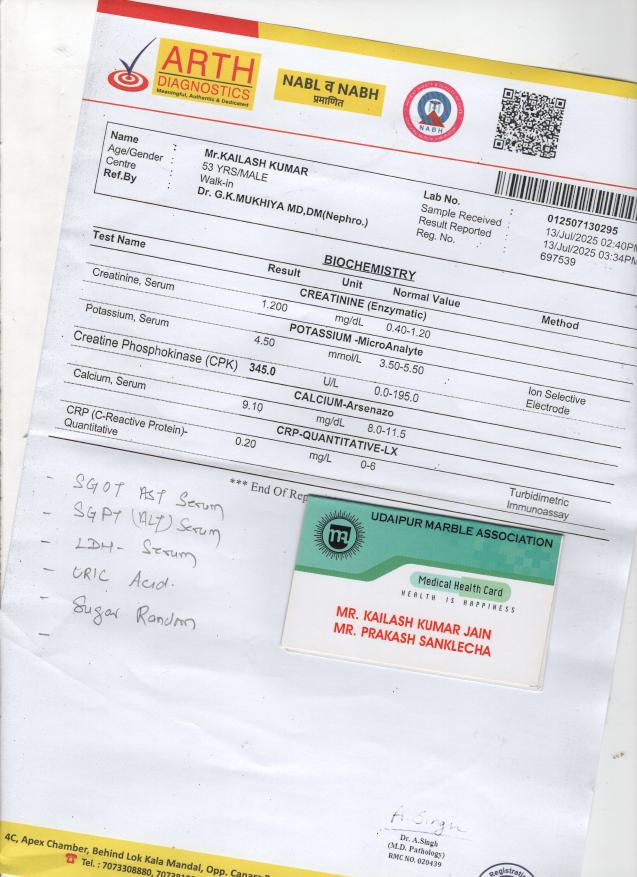 ARTH
DIAGNOSTICS
Meaningful, Authentic & Dedicated
NABL व NABH
प्रमाणित
NABH
Name : Mr.KAILASH KUMAR
Age/Gender : 53 YRS/MALE
Centre : Walk-in
Ref.By : Dr. G.K.MUKHIYA MD,DM(Nephro.)
Lab No. : 012507130295
Sample Received : 13/Jul/2025 02:40PM
Result Reported : 13/Jul/2025 03:34PM
Reg. No. : 697539
BIOCHEMISTRY
Test Name Result Unit Normal Value Method
CREATININE (Enzymatic)
Creatinine, Serum 1.200 mg/dL 0.40-1.20
POTASSIUM -MicroAnalyte
Potassium, Serum 4.50 mmol/L 3.50-5.50 Ion Selective Electrode
Creatine Phosphokinase (CPK) 345.0 U/L 0.0-195.0
CALCIUM-Arsenazo
Calcium, Serum 9.10 mg/dL 8.0-11.5
CRP-QUANTITATIVE-LX
CRP (C-Reactive Protein)-Quantitative 0.20 mg/L 0-6 Turbidimetric Immunoassay
*** End Of Rep
- SGOT AST Serum
- SGPT (ALT) Serum
- LDH - Serum
- URIC Acid.
- Sugar Random
-
UDAIPUR MARBLE ASSOCIATION
Medical Health Card
HEALTH IS HAPPINESS
MR. KAILASH KUMAR JAIN
MR. PRAKASH SANKLECHA
A. Singh
Dr. A.Singh
(M.D. Pathology)
RMC NO. 020439
4C, Apex Chamber, Behind Lok Kala Mandal, Opp. Canara B
Tel. : 7073308880, 70738
Registration